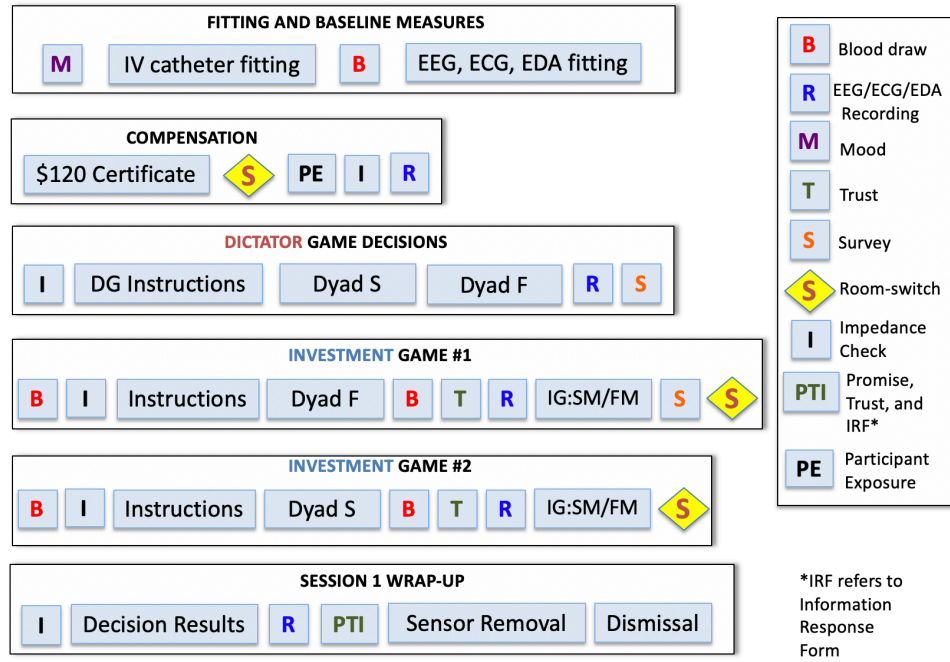 FITTING AND BASELINE MEASURES
M IV catheter fitting B EEG, ECG, EDA fitting
COMPENSATION
$120 Certificate S PE I R
DICTATOR GAME DECISIONS
I DG Instructions Dyad S Dyad F R S
INVESTMENT GAME #1
B I Instructions Dyad F B T R IG:SM/FM S S
INVESTMENT GAME #2
B I Instructions Dyad S B T R IG:SM/FM S
SESSION 1 WRAP-UP
I Decision Results R PTI Sensor Removal Dismissal
B Blood draw
R EEG/ECG/EDA
Recording
M Mood
T Trust
S Survey
S Room-switch
I Impedance
Check
PTI Promise,
Trust, and
IRF*
PE Participant
Exposure
*IRF refers to
Information
Response
Form